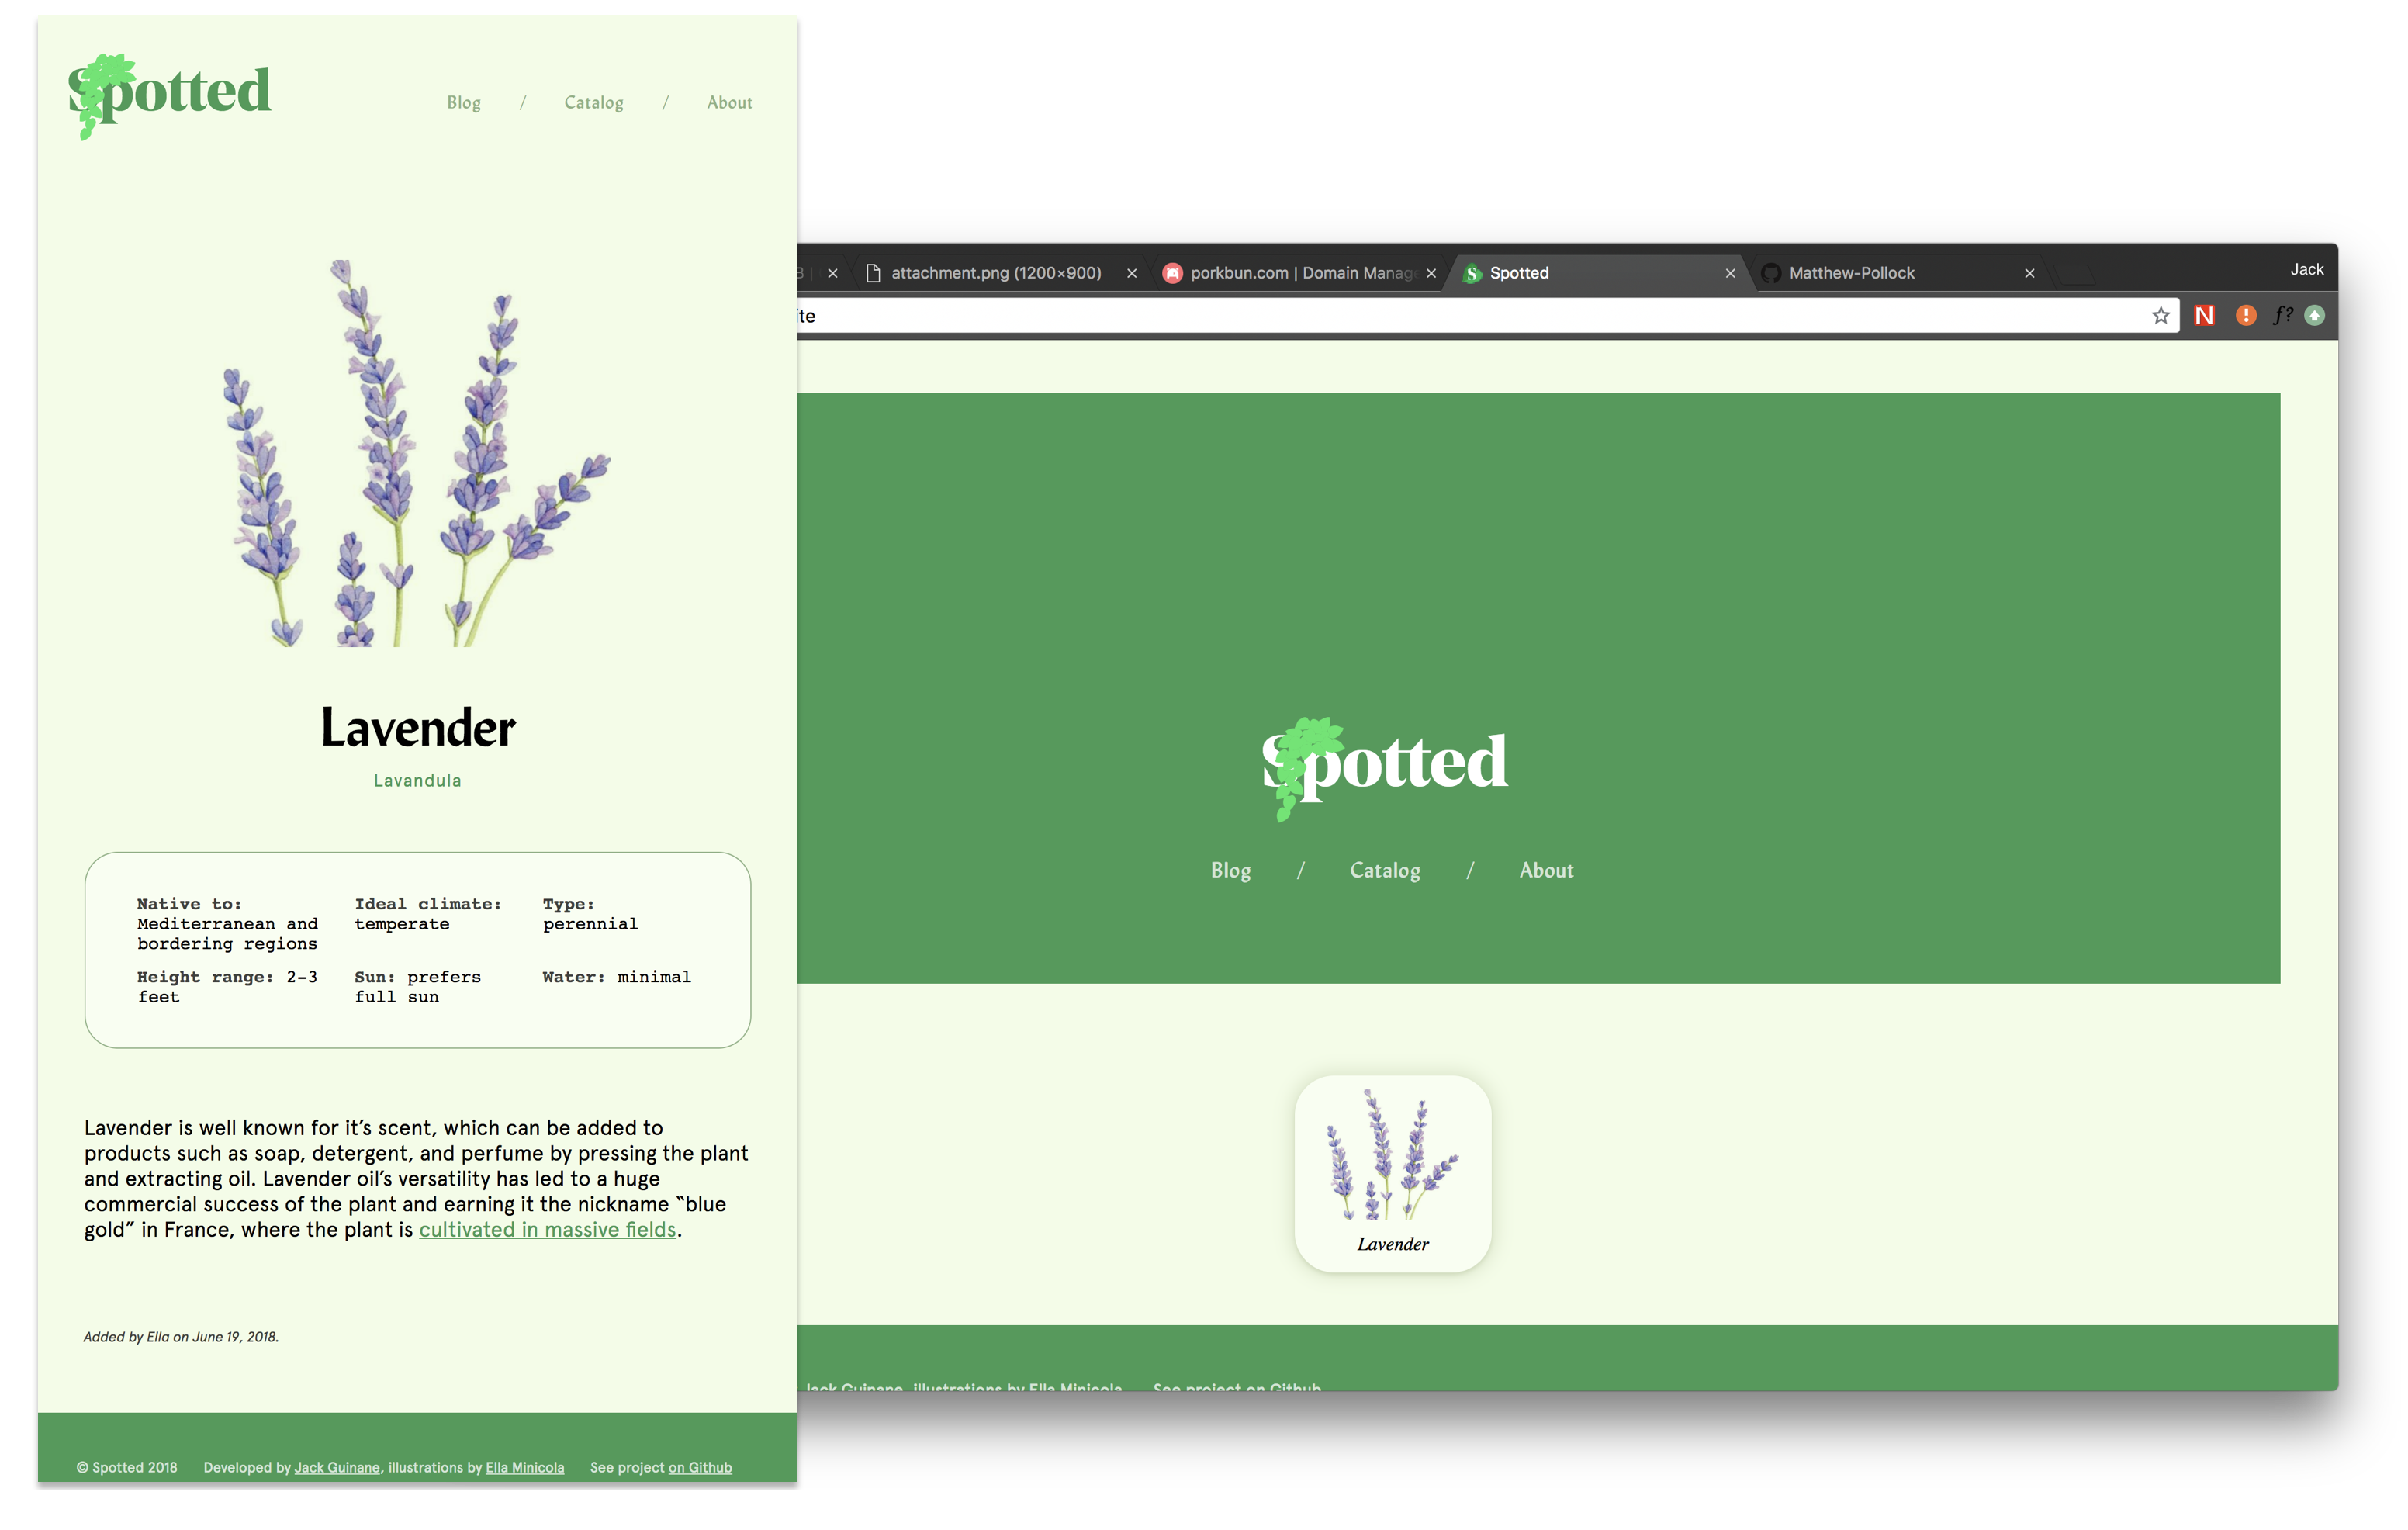 Spotted
Blog / Catalog / About
Lavender
Lavandula
Native to: Mediterranean and bordering regions
Ideal climate: temperate
Type: perennial
Height range: 2-3 feet
Sun: prefers full sun
Water: minimal
Lavender is well known for it’s scent, which can be added to
products such as soap, detergent, and perfume by pressing the plant
and extracting oil. Lavender oil’s versatility has led to a huge
commercial success of the plant and earning it the nickname “blue
gold” in France, where the plant is cultivated in massive fields.
Added by Ella on June 19, 2018.
© Spotted 2018 Developed by Jack Guinane, illustrations by Ella Minicola See project on Github
attachment.png (1200×900) porkbun.com | Domain Manage Spotted Matthew-Pollock Jack
ite
N ! f?
Spotted
Blog / Catalog / About
Lavender
Jack Guinane, illustrations by Ella Minicola See project on Github